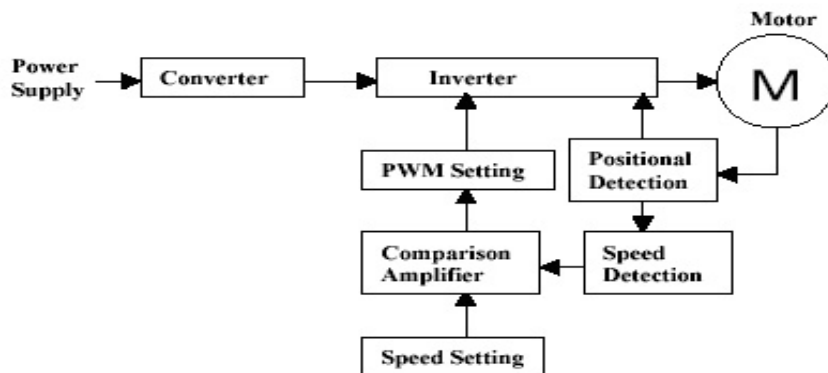 Motor
Power
Supply
Converter
Inverter
M
PWM Setting
Positional
Detection
Comparison
Amplifier
Speed
Detection
Speed Setting